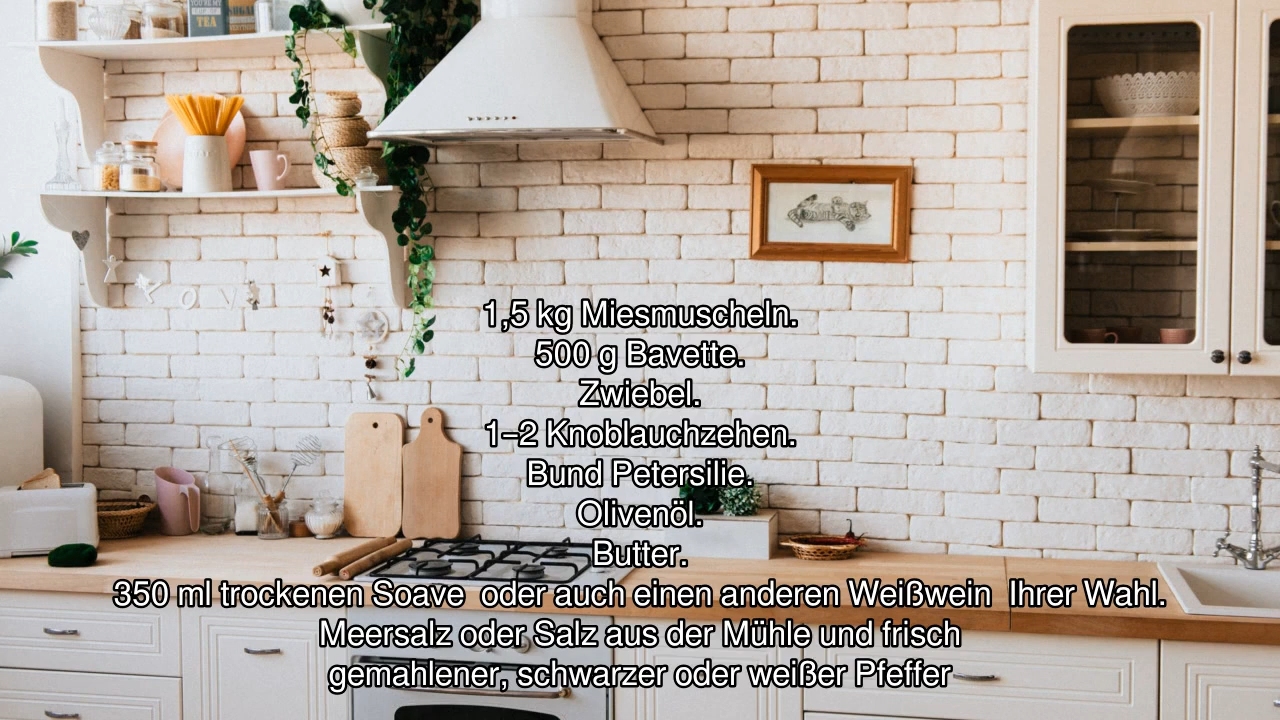 1,5 kg Miesmuscheln.
500 g Bavette.
Zwiebel.
1–2 Knoblauchzehen.
Bund Petersilie.
Olivenöl.
Butter.
350 ml trockenen Soave oder auch einen anderen Weißwein Ihrer Wahl.
Meersalz oder Salz aus der Mühle und frisch
gemahlener, schwarzer oder weißer Pfeffer